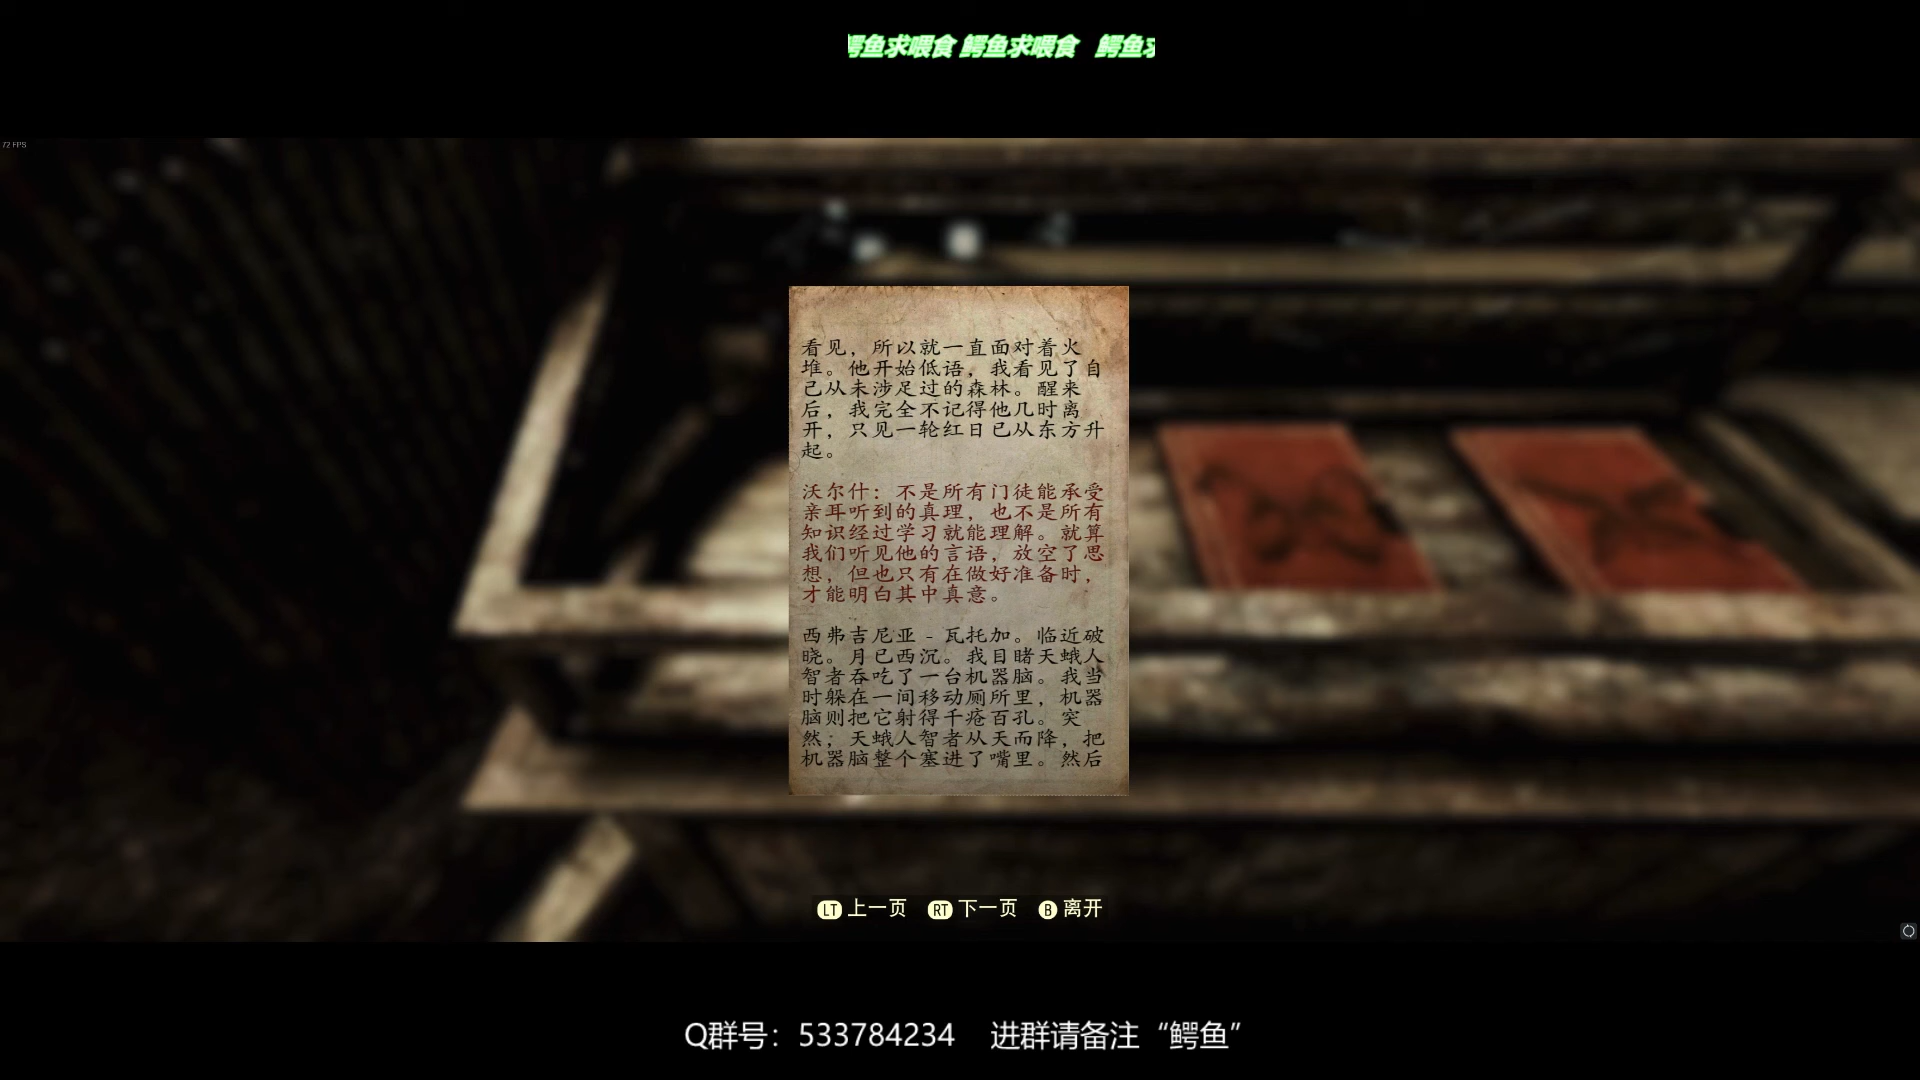 鳄鱼求喂食 鳄鱼求喂食 鳄鱼求
72 FPS
看见，所以就一直面对着火
堆。他开始低语，我看见了自
己从未涉足过的森林。醒来
后，我完全不记得他几时离
开，只见一轮红日已从东方升
起。
沃尔什：不是所有门徒能承受
亲耳听到的真理，也不是所有
知识经过学习就能理解。就算
我们听见他的言语，放空了思
想，但也只有在做好准备时，
才能明白其中真意。
西弗吉尼亚 - 瓦托加。临近破
晓。月已西沉。我目睹天蛾人
智者吞吃了一台机器脑。我当
时躲在一间移动厕所里，机器
脑则把它射得千疮百孔。突
然；天蛾人智者从天而降，把
机器脑整个塞进了嘴里。然后
LT 上一页 RT 下一页 B 离开
Q群号：533784234 进群请备注“鳄鱼”